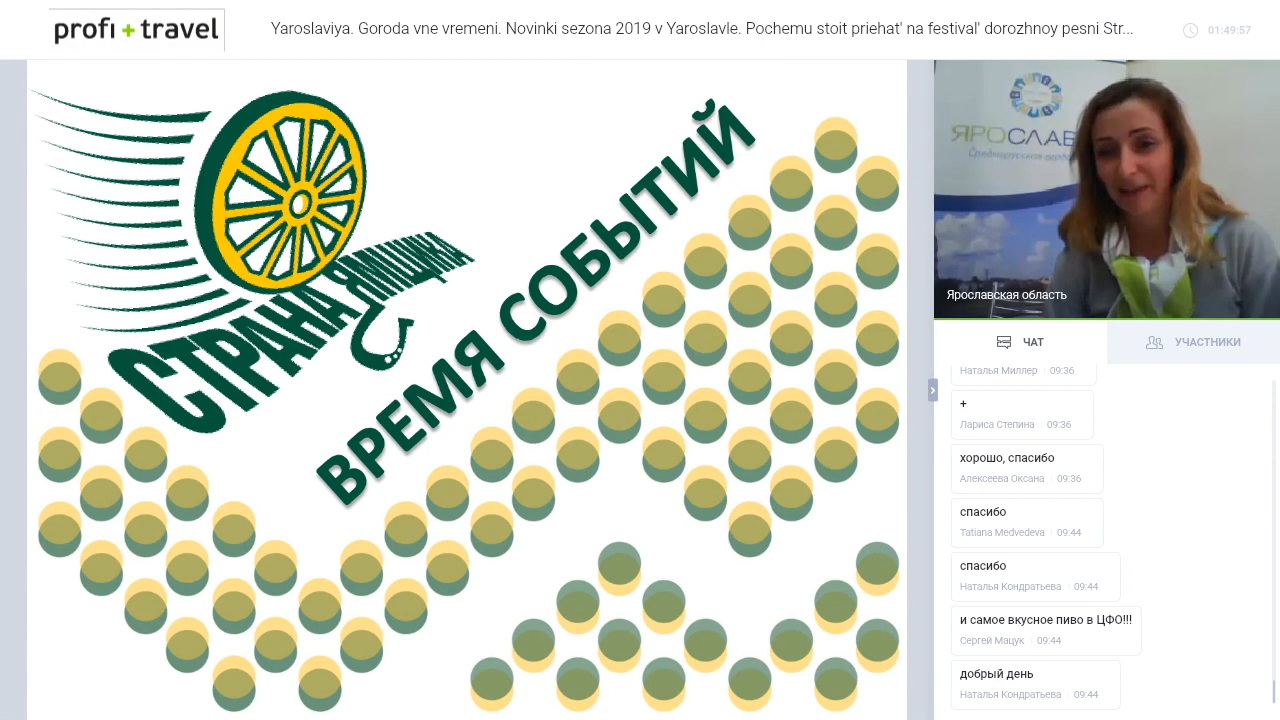 profi + travel
Yaroslaviya. Goroda vne vremeni. Novinki sezona 2019 v Yaroslavle. Pochemu stoit priehat' na festival' dorozhnoy pesni Str...
01:49:57
СТРАНА ЯМЩИКА
ВРЕМЯ СОБЫТИЙ
ЯРОСЛАВ
Ярославская область
ЧАТ
УЧАСТНИКИ
Наталья Миллер 09:36
+
Лариса Степина 09:36
хорошо, спасибо
Алексеева Оксана 09:36
спасибо
Tatiana Medvedeva 09:44
спасибо
Наталья Кондратьева 09:44
и самое вкусное пиво в ЦФО!!!
Сергей Мацук 09:44
добрый день
Наталья Кондратьева 09:44